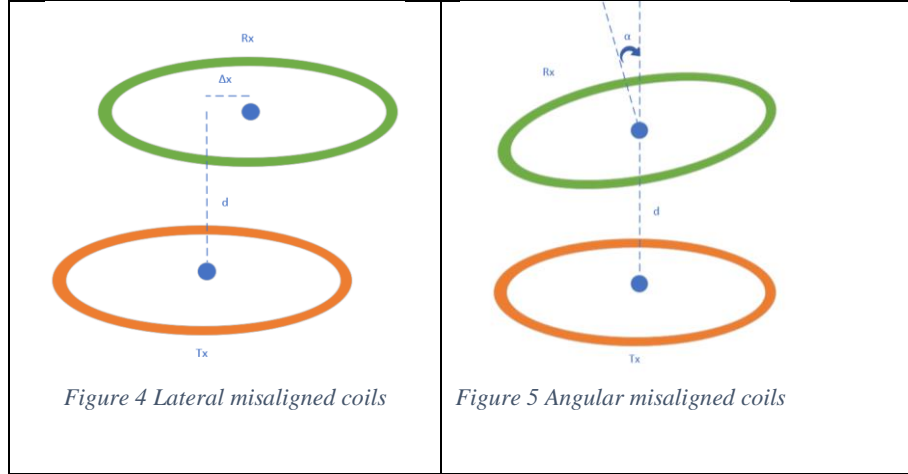 Rx
Δx
d
Tx
Figure 4 Lateral misaligned coils
α
Rx
d
Tx
Figure 5 Angular misaligned coils